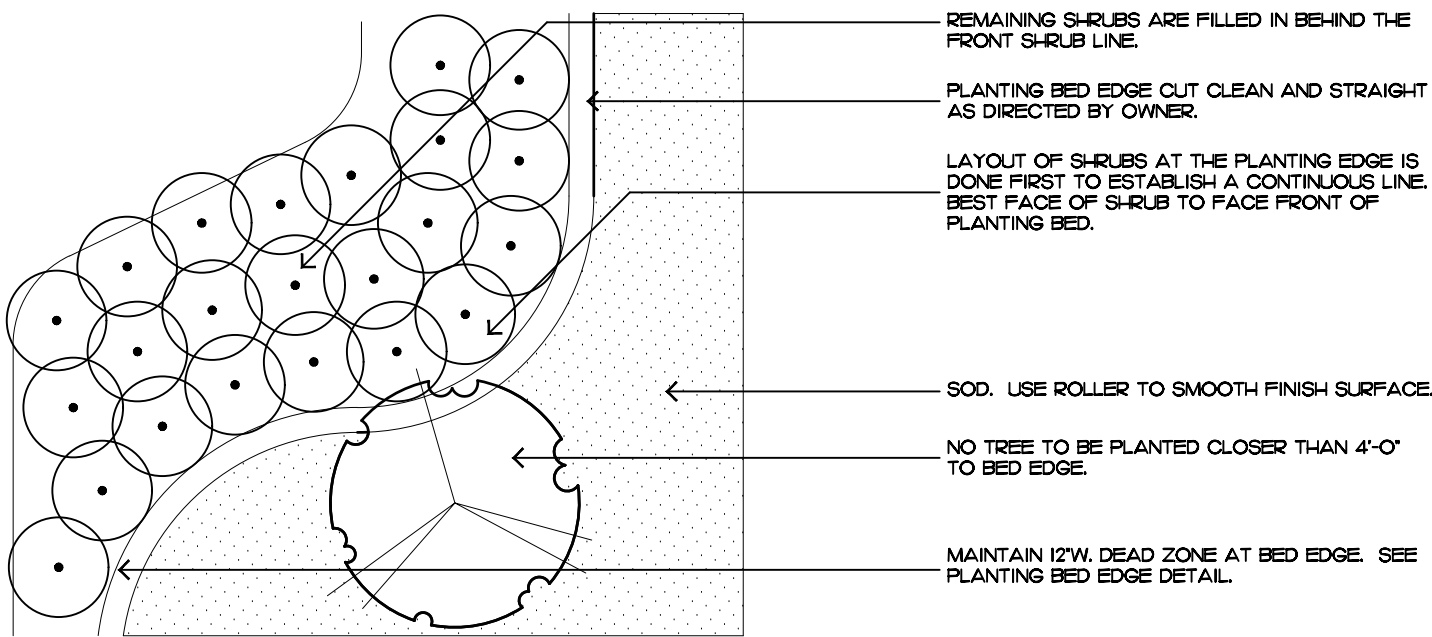 REMAINING SHRUBS ARE FILLED IN BEHIND THE
FRONT SHRUB LINE.
PLANTING BED EDGE CUT CLEAN AND STRAIGHT
AS DIRECTED BY OWNER.
LAYOUT OF SHRUBS AT THE PLANTING EDGE IS
DONE FIRST TO ESTABLISH A CONTINUOUS LINE.
BEST FACE OF SHRUB TO FACE FRONT OF
PLANTING BED.
SOD. USE ROLLER TO SMOOTH FINISH SURFACE.
NO TREE TO BE PLANTED CLOSER THAN 4'-0"
TO BED EDGE.
MAINTAIN 12"W. DEAD ZONE AT BED EDGE. SEE
PLANTING BED EDGE DETAIL.